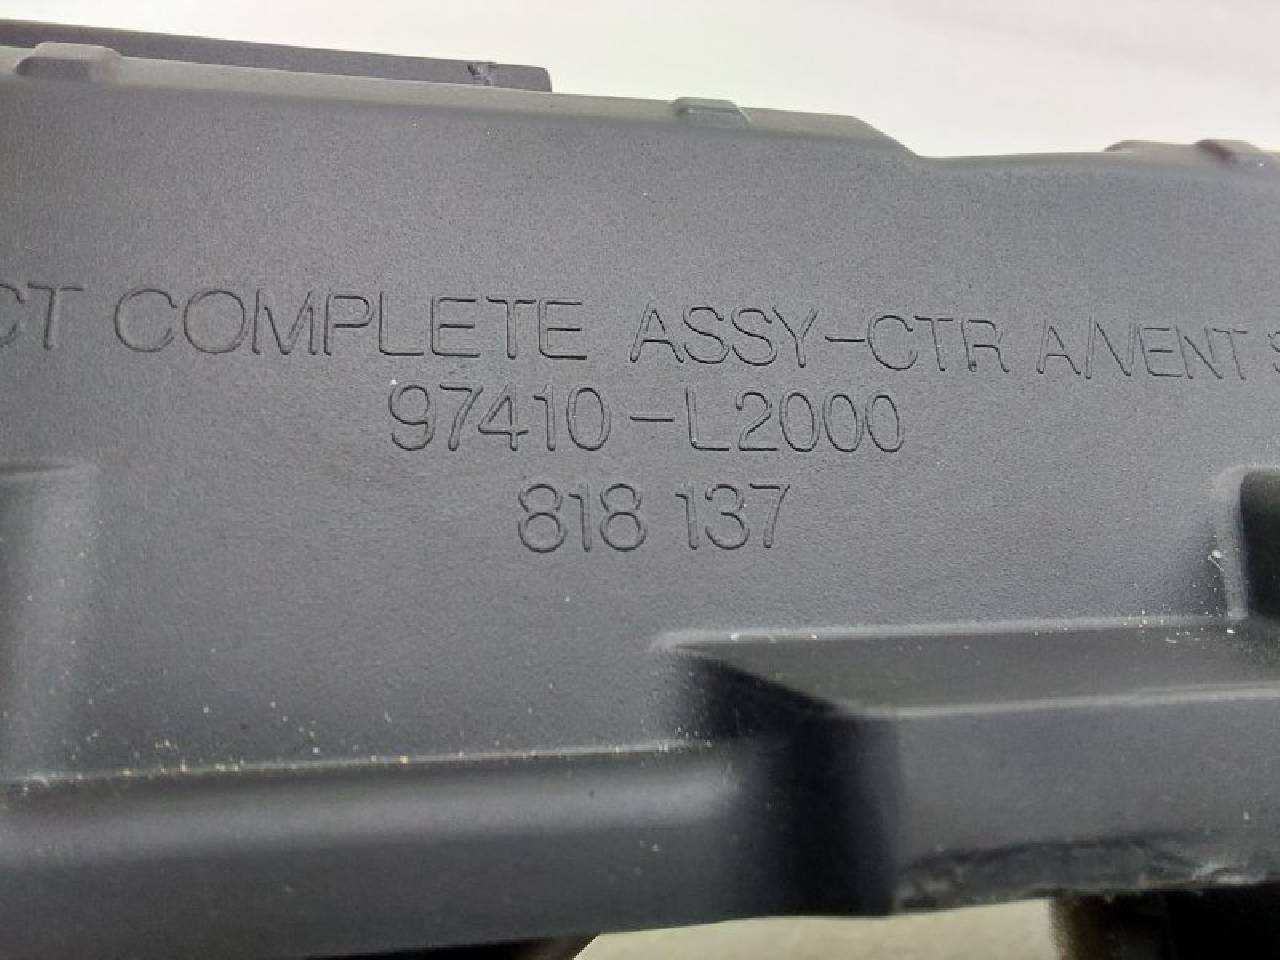 CT COMPLETE ASSY-CTR A/VENT S
97410-L2000
818 137